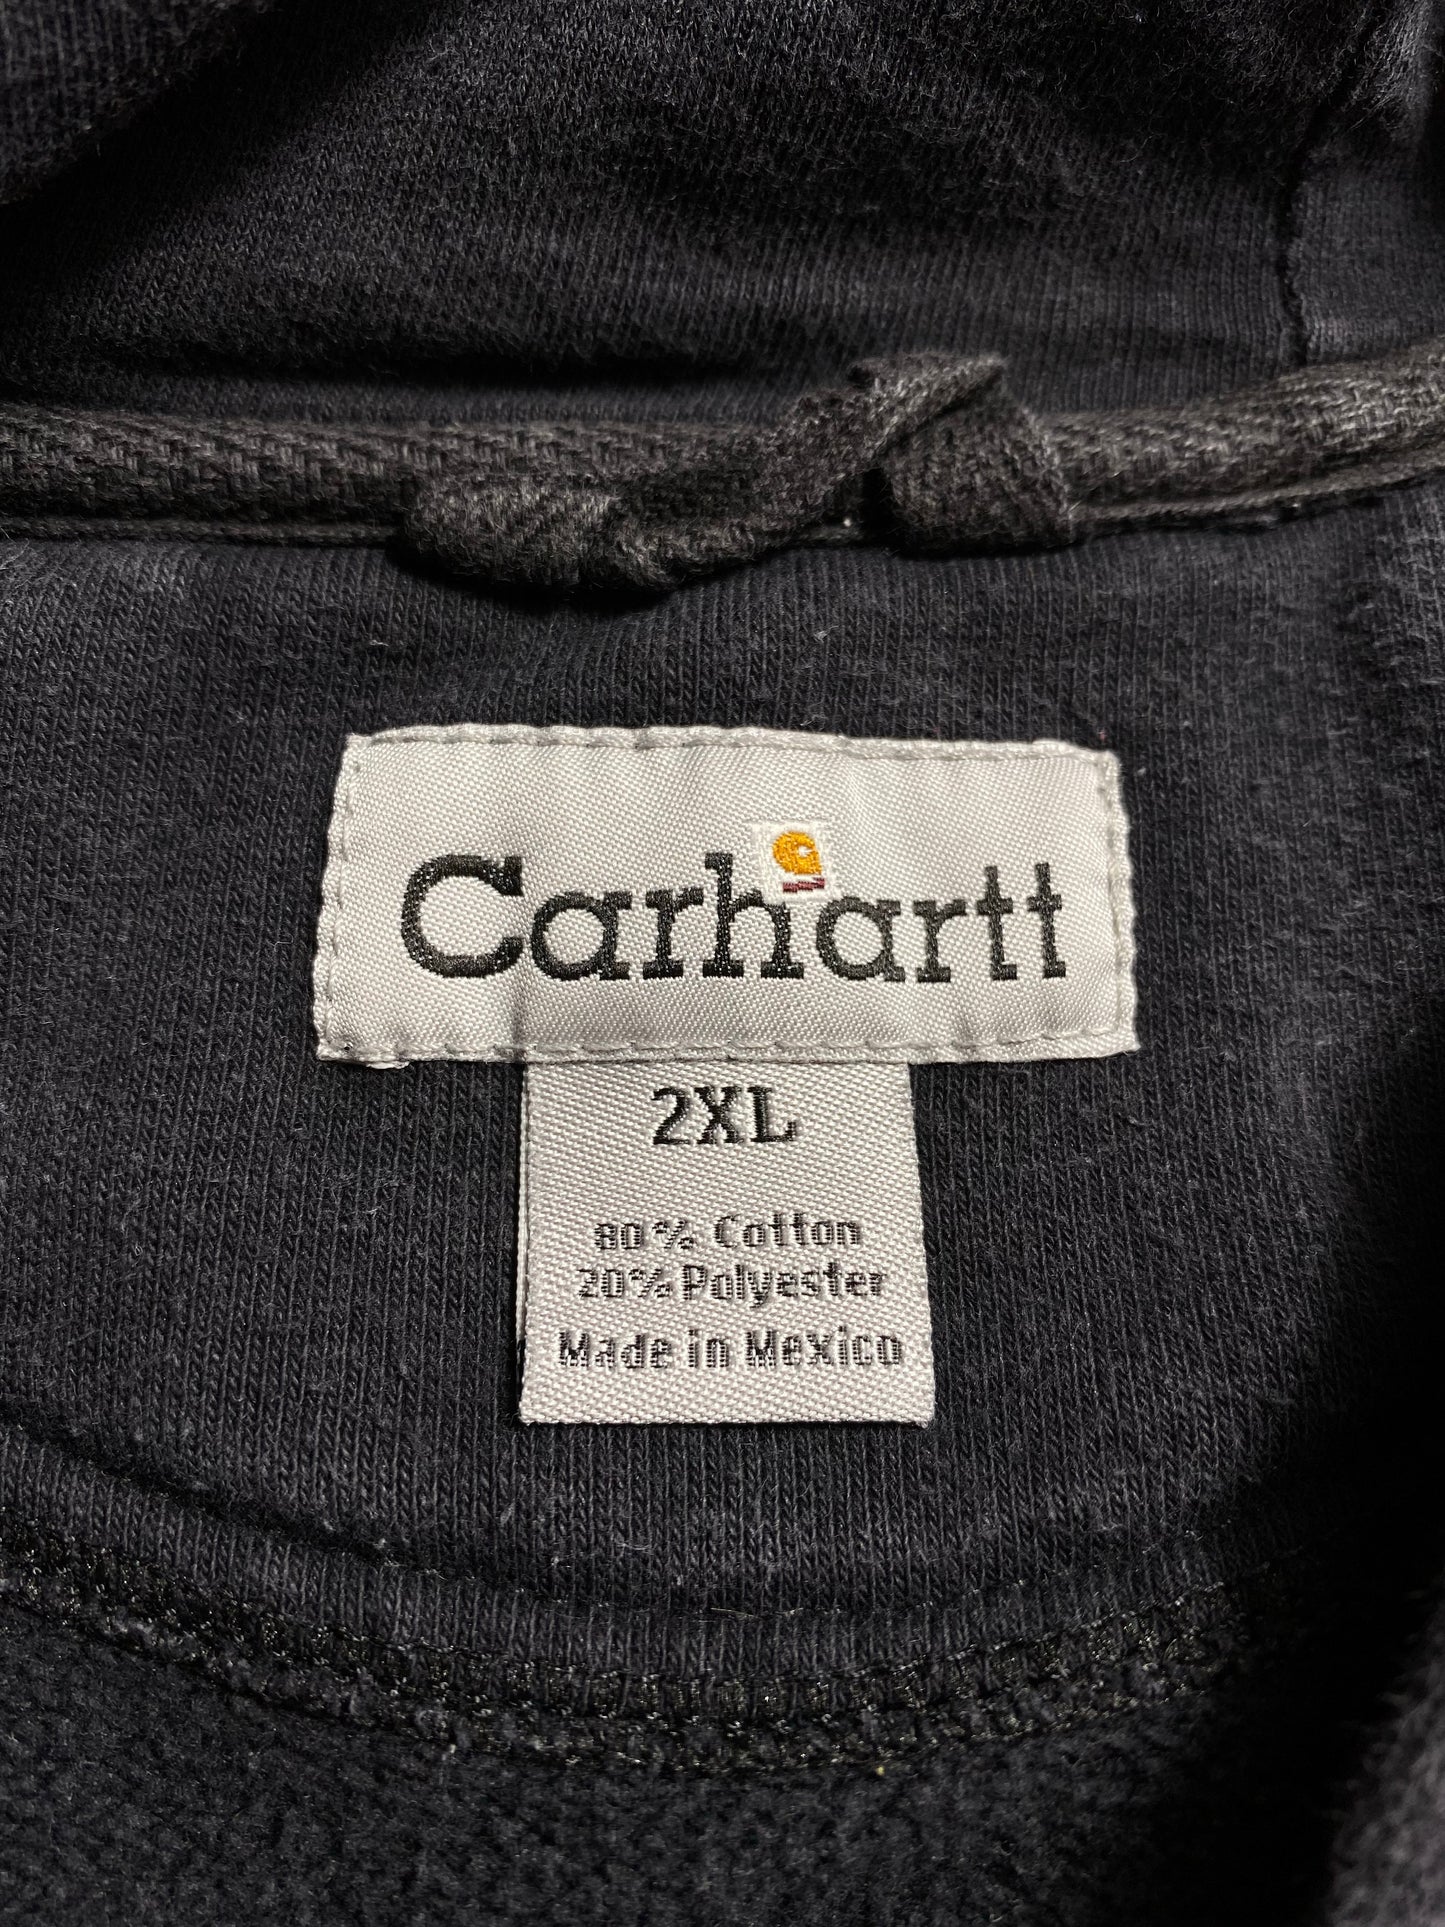 Carhartt
2XL
80% Cotton
20% Polyester
Made in Mexico